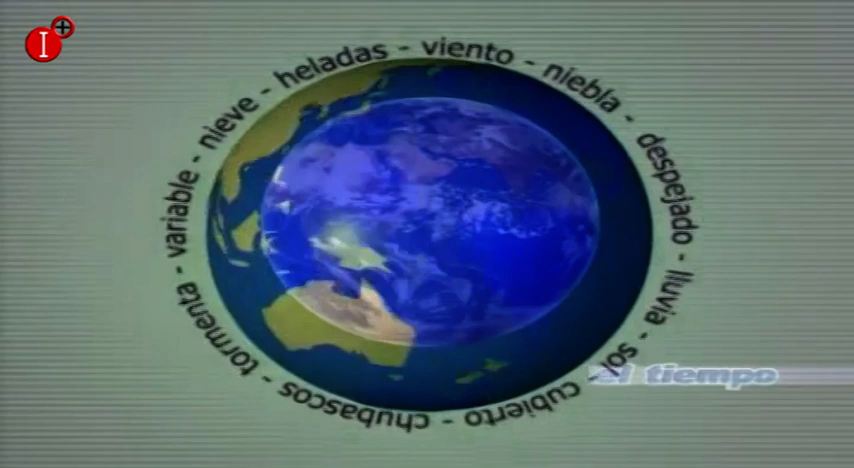 I+
variable - nieve - heladas - viento - niebla - despejado - lluvia - sol - cubierto - chubascos - tormenta -
el tiempo